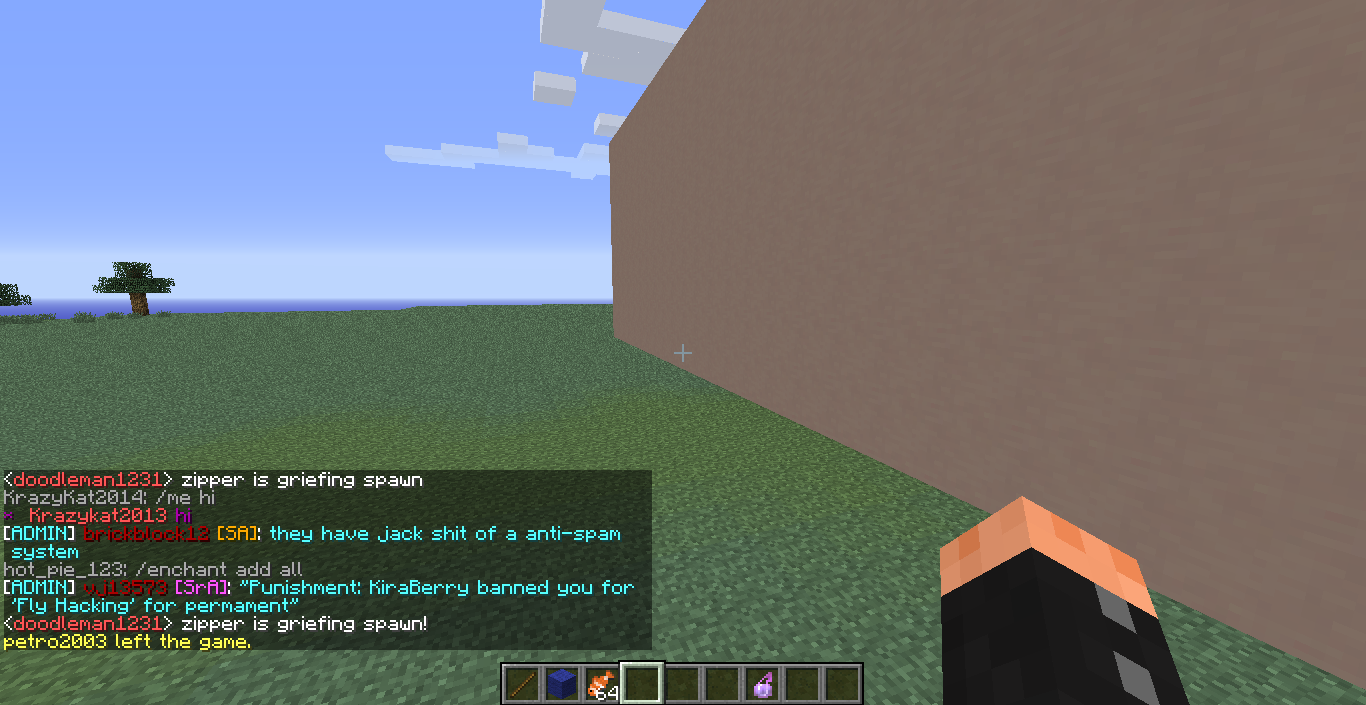 <doodleman1231> zipper is griefing spawn
KrazyKat2014: /me hi
* Krazykat2013 hi
[ADMIN] brickblock12 [SA]: they have jack shit of a anti-spam
system
hot_pie_123: /enchant add all
[ADMIN] vj13573 [SrA]: "Punishment: KiraBerry banned you for
'Fly Hacking' for permament"
<doodleman1231> zipper is griefing spawn!
petro2003 left the game.
64